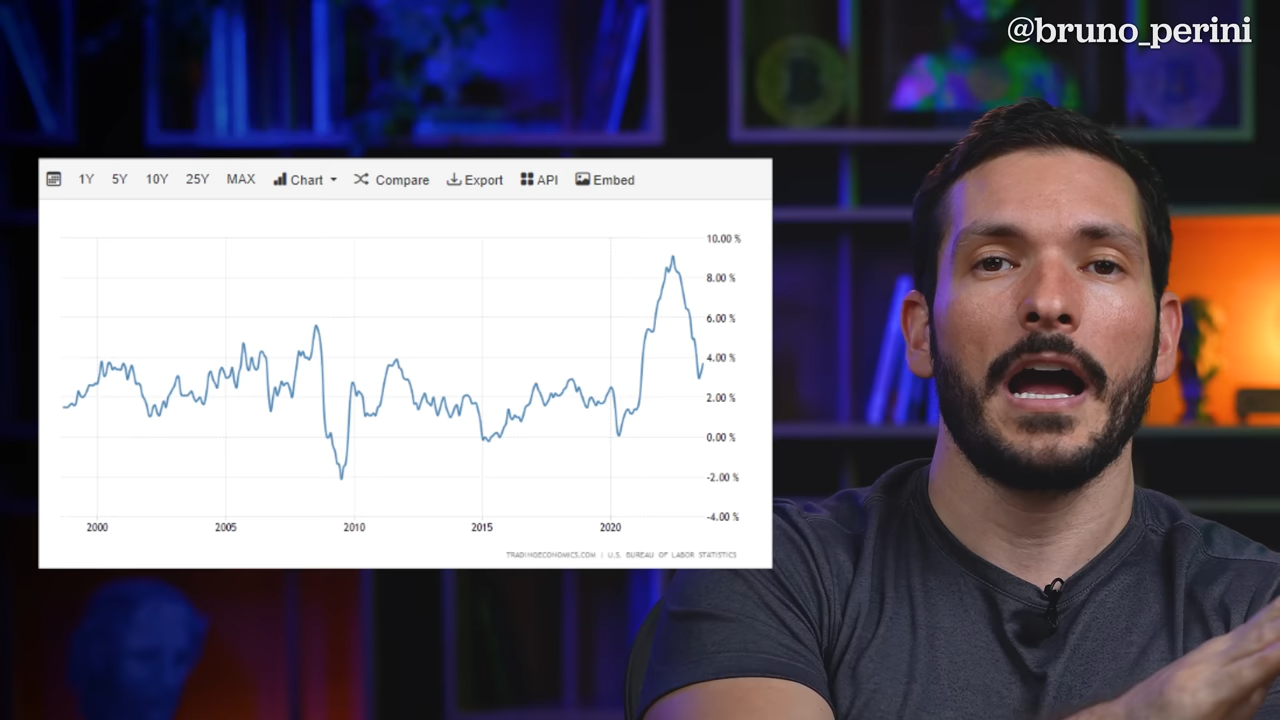 @bruno_perini
1Y 5Y 10Y 25Y MAX Chart Compare Export API Embed
10.00 %
8.00 %
6.00 %
4.00 %
2.00 %
0.00 %
-2.00 %
-4.00 %
2000 2005 2010 2015 2020
TRADINGECONOMICS.COM | U.S. BUREAU OF LABOR STATISTICS